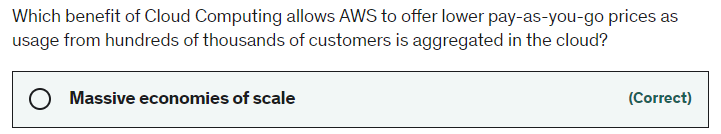 Which benefit of Cloud Computing allows AWS to offer lower pay-as-you-go prices as
usage from hundreds of thousands of customers is aggregated in the cloud?
Massive economies of scale (Correct)